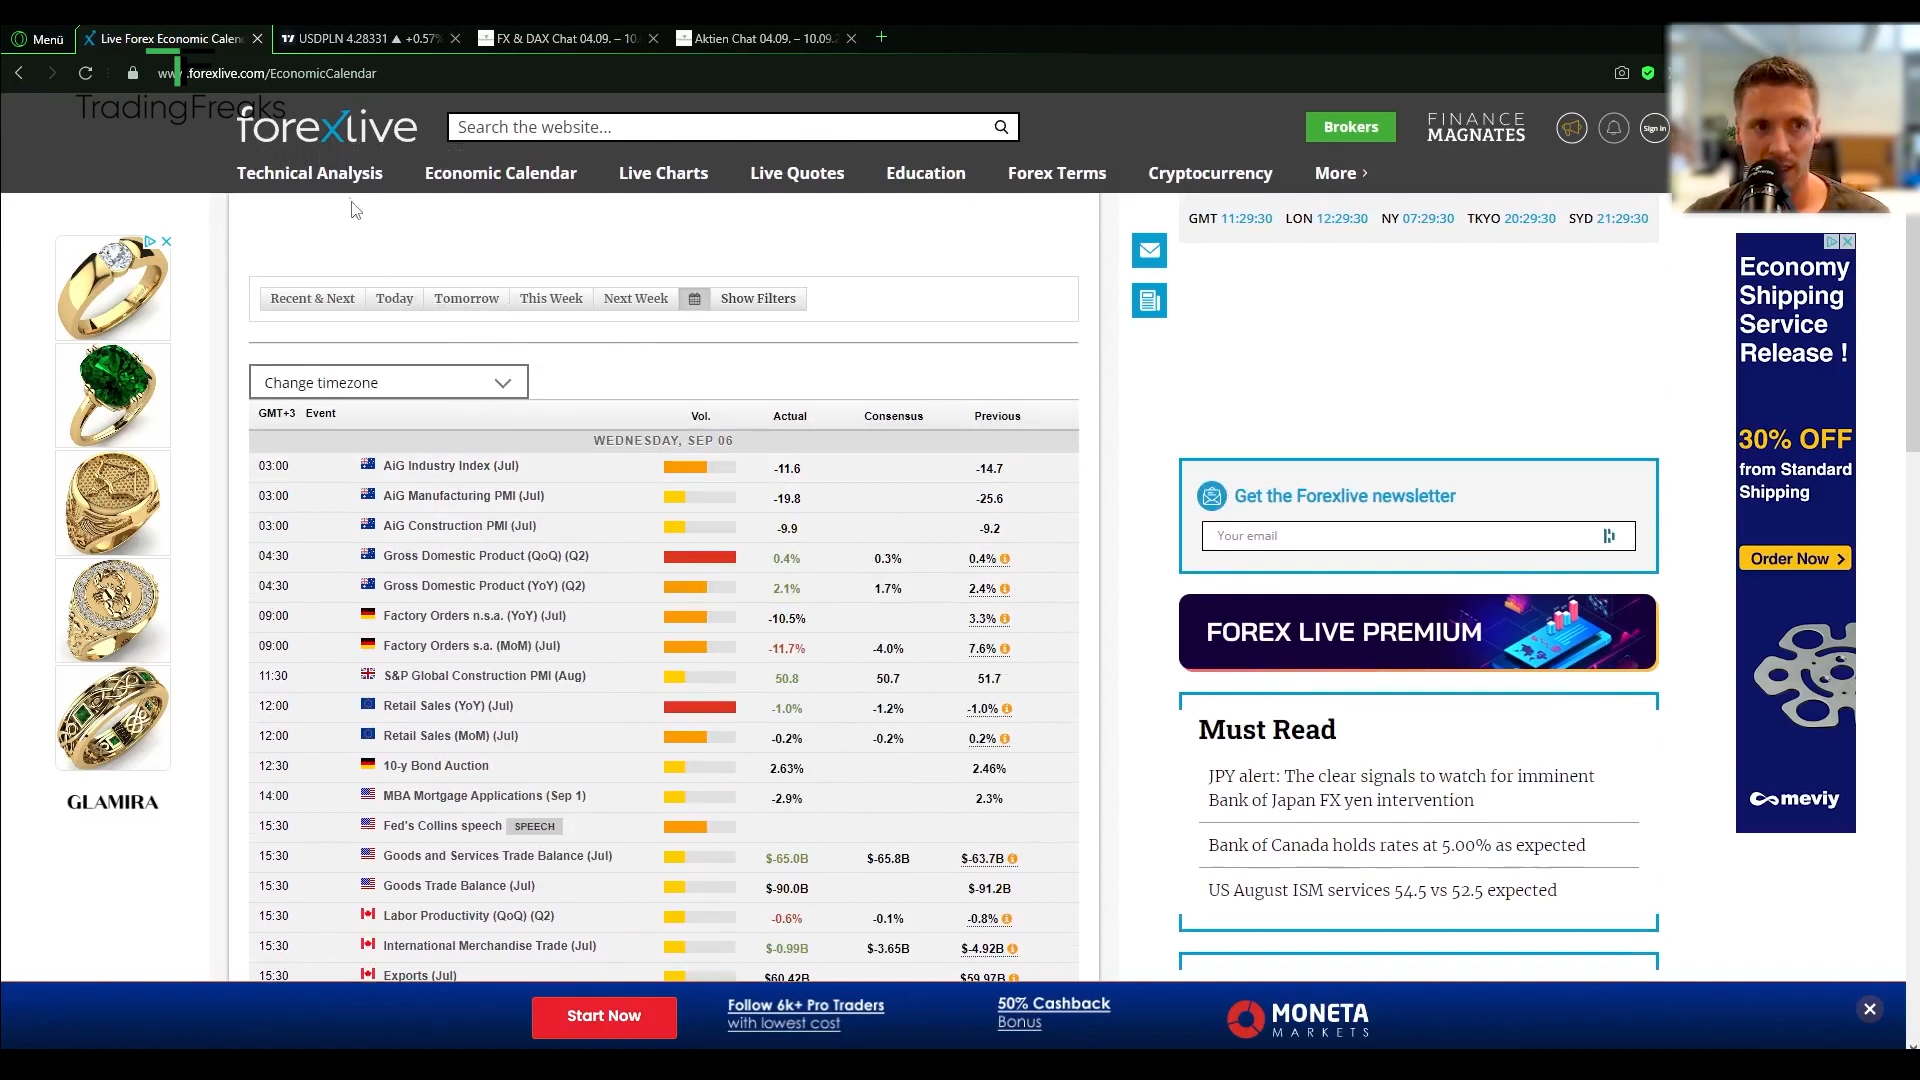 Menü
Live Forex Economic Calen
USDPLN 4.28331 ▲ +0.57%
FX & DAX Chat 04.09. – 10.
Aktien Chat 04.09. – 10.09.2
www.forexlive.com/EconomicCalendar
TradingFreaks
forexlive
Search the website...
Brokers
FINANCE
MAGNATES
Sign in
Technical Analysis
Economic Calendar
Live Charts
Live Quotes
Education
Forex Terms
Cryptocurrency
More ›
GMT 11:29:30 LON 12:29:30 NY 07:29:30 TKYO 20:29:30 SYD 21:29:30
Recent & Next
Today
Tomorrow
This Week
Next Week
Show Filters
Change timezone
GMT+3 Event Vol. Actual Consensus Previous
WEDNESDAY, SEP 06
03:00 AiG Industry Index (Jul) -11.6 -14.7
03:00 AiG Manufacturing PMI (Jul) -19.8 -25.6
03:00 AiG Construction PMI (Jul) -9.9 -9.2
04:30 Gross Domestic Product (QoQ) (Q2) 0.4% 0.3% 0.4%
04:30 Gross Domestic Product (YoY) (Q2) 2.1% 1.7% 2.4%
09:00 Factory Orders n.s.a. (YoY) (Jul) -10.5% 3.3%
09:00 Factory Orders s.a. (MoM) (Jul) -11.7% -4.0% 7.6%
11:30 S&P Global Construction PMI (Aug) 50.8 50.7 51.7
12:00 Retail Sales (YoY) (Jul) -1.0% -1.2% -1.0%
12:00 Retail Sales (MoM) (Jul) -0.2% -0.2% 0.2%
12:30 10-y Bond Auction 2.63% 2.46%
14:00 MBA Mortgage Applications (Sep 1) -2.9% 2.3%
15:30 Fed's Collins speech SPEECH
15:30 Goods and Services Trade Balance (Jul) $-65.0B $-65.8B $-63.7B
15:30 Goods Trade Balance (Jul) $-90.0B $-91.2B
15:30 Labor Productivity (QoQ) (Q2) -0.6% -0.1% -0.8%
15:30 International Merchandise Trade (Jul) $-0.99B $-3.65B $-4.92B
15:30 Exports (Jul) $60.42B $59.97B
Get the Forexlive newsletter
Your email
FOREX LIVE PREMIUM
Must Read
JPY alert: The clear signals to watch for imminent
Bank of Japan FX yen intervention
Bank of Canada holds rates at 5.00% as expected
US August ISM services 54.5 vs 52.5 expected
GLAMIRA
Economy
Shipping
Service
Release !
30% OFF
from Standard
Shipping
Order Now >
meviy
Start Now
Follow 6k+ Pro Traders
with lowest cost
50% Cashback
Bonus
MONETA
MARKETS